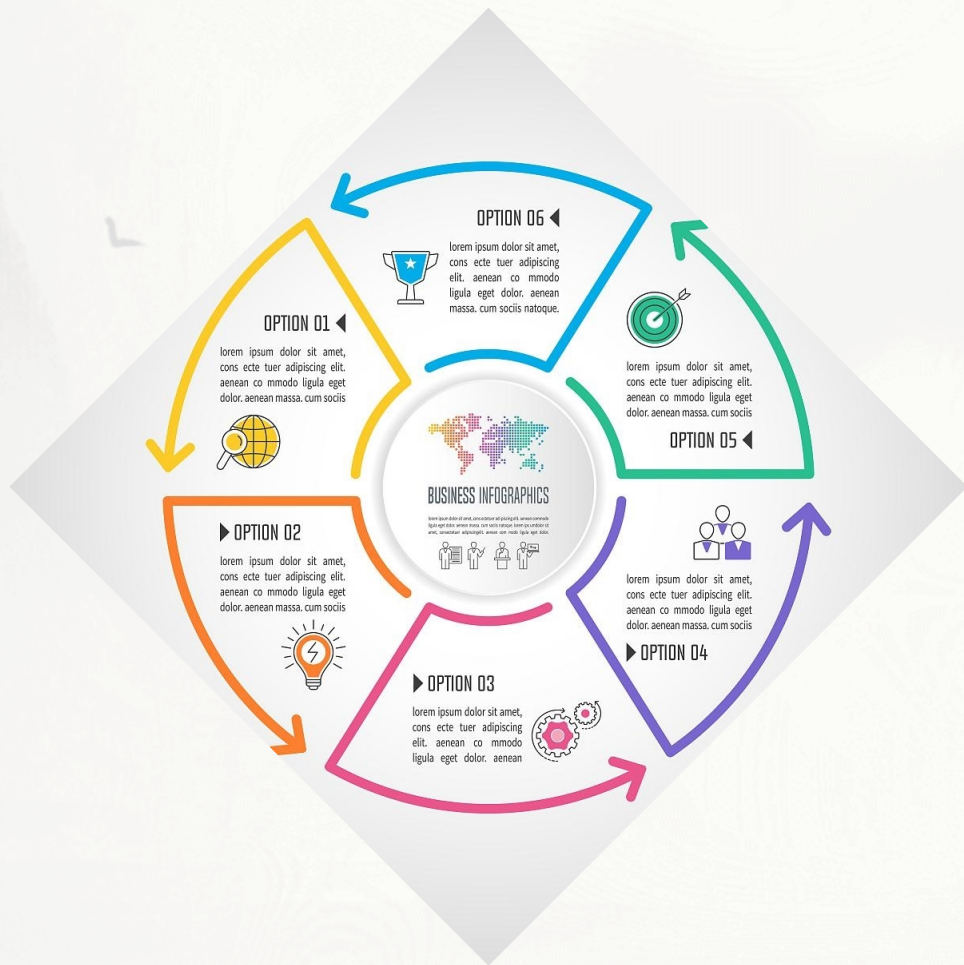 OPTION 06
lorem ipsum dolor sit amet,
cons ecte tuer adipiscing
elit. aenean co mmodo
ligula eget dolor. aenean
massa. cum sociis natoque.
OPTION 01
lorem ipsum dolor sit amet,
cons ecte tuer adipiscing elit.
aenean co mmodo ligula eget
dolor. aenean massa. cum sociis
OPTION 02
lorem ipsum dolor sit amet,
cons ecte tuer adipiscing elit.
aenean co mmodo ligula eget
dolor. aenean massa. cum sociis
OPTION 03
lorem ipsum dolor sit amet,
cons ecte tuer adipiscing
elit. aenean co mmodo
ligula eget dolor. aenean
lorem ipsum dolor sit amet,
cons ecte tuer adipiscing elit.
aenean co mmodo ligula eget
dolor. aenean massa. cum sociis
OPTION 04
lorem ipsum dolor sit amet,
cons ecte tuer adipiscing elit.
aenean co mmodo ligula eget
dolor. aenean massa. cum sociis
OPTION 05
BUSINESS INFOGRAPHICS